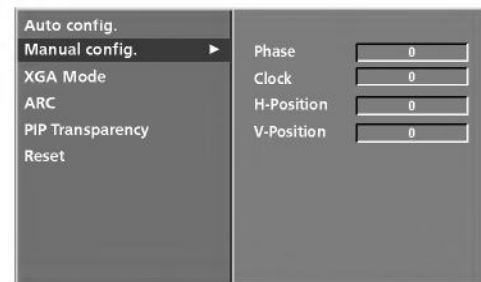 Auto config.
Manual config. ►
XGA Mode
ARC
PIP Transparency
Reset
Phase 0
Clock 0
H-Position 0
V-Position 0